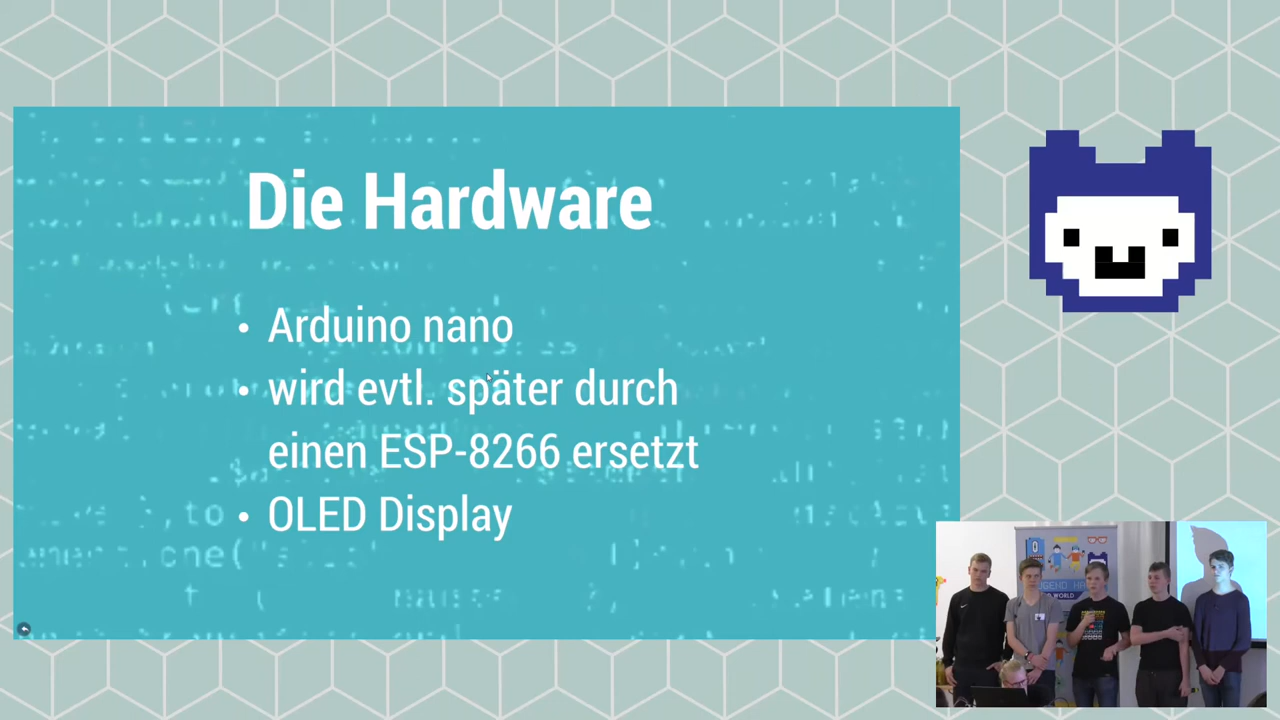 Die Hardware
• Arduino nano
• wird evtl. später durch
einen ESP-8266 ersetzt
• OLED Display